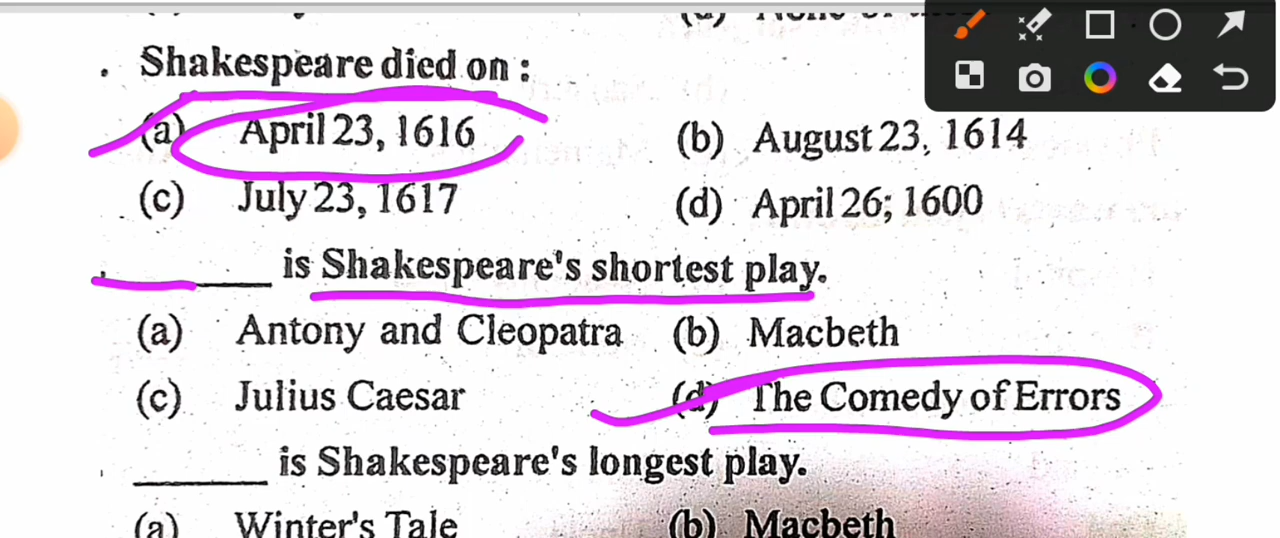 . Shakespeare died on :
(a) April 23, 1616 (b) August 23, 1614
(c) July 23, 1617 (d) April 26; 1600
______ is Shakespeare's shortest play.
(a) Antony and Cleopatra (b) Macbeth
(c) Julius Caesar (d) The Comedy of Errors
______ is Shakespeare's longest play.
(a) Winter's Tale (b) Macbeth